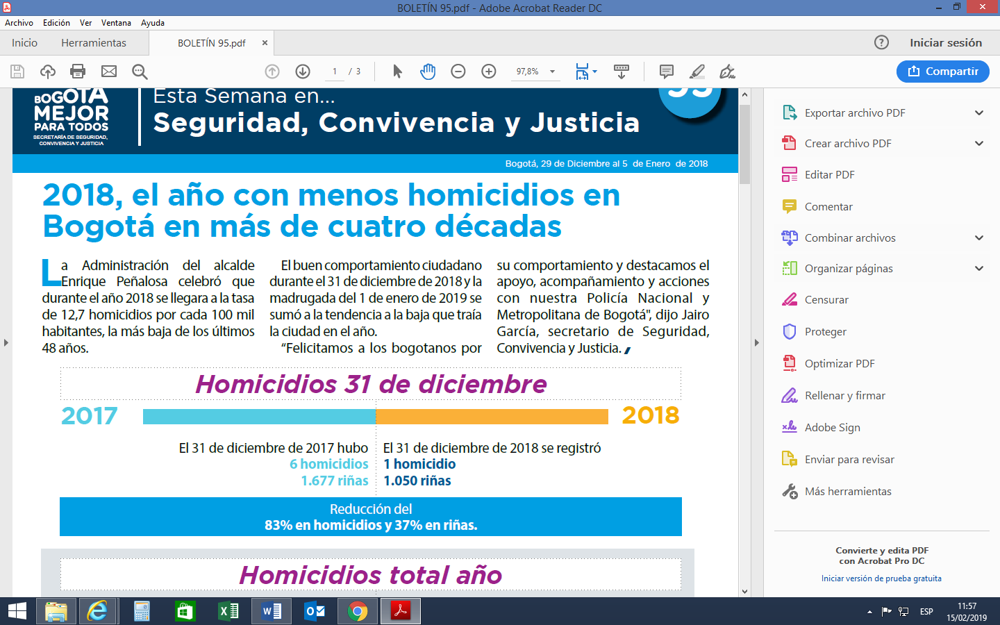 BOLETÍN 95.pdf - Adobe Acrobat Reader DC
Archivo Edición Ver Ventana Ayuda
Inicio Herramientas BOLETÍN 95.pdf × Iniciar sesión
1 / 3 97,8% Compartir
BOGOTÁ
MEJOR
PARA TODOS
SECRETARÍA DE SEGURIDAD,
CONVIVENCIA Y JUSTICIA
Esta Semana en...
Seguridad, Convivencia y Justicia
Bogotá, 29 de Diciembre al 5 de Enero de 2018
2018, el año con menos homicidios en
Bogotá en más de cuatro décadas
La Administración del alcalde
Enrique Peñalosa celebró que
durante el año 2018 se llegara a la tasa
de 12,7 homicidios por cada 100 mil
habitantes, la más baja de los últimos
48 años.
El buen comportamiento ciudadano
durante el 31 de diciembre de 2018 y la
madrugada del 1 de enero de 2019 se
sumó a la tendencia a la baja que traía
la ciudad en el año.
“Felicitamos a los bogotanos por
su comportamiento y destacamos el
apoyo, acompañamiento y acciones
con nuestra Policía Nacional y
Metropolitana de Bogotá", dijo Jairo
García, secretario de Seguridad,
Convivencia y Justicia.
Homicidios 31 de diciembre
2017
2018
El 31 de diciembre de 2017 hubo
6 homicidios
1.677 riñas
El 31 de diciembre de 2018 se registró
1 homicidio
1.050 riñas
Reducción del
83% en homicidios y 37% en riñas.
Homicidios total año
Exportar archivo PDF
Crear archivo PDF
Editar PDF
Comentar
Combinar archivos
Organizar páginas
Censurar
Proteger
Optimizar PDF
Rellenar y firmar
Adobe Sign
Enviar para revisar
Más herramientas
Convierte y edita PDF
con Acrobat Pro DC
Iniciar versión de prueba gratuita
ESP
11:57
15/02/2019